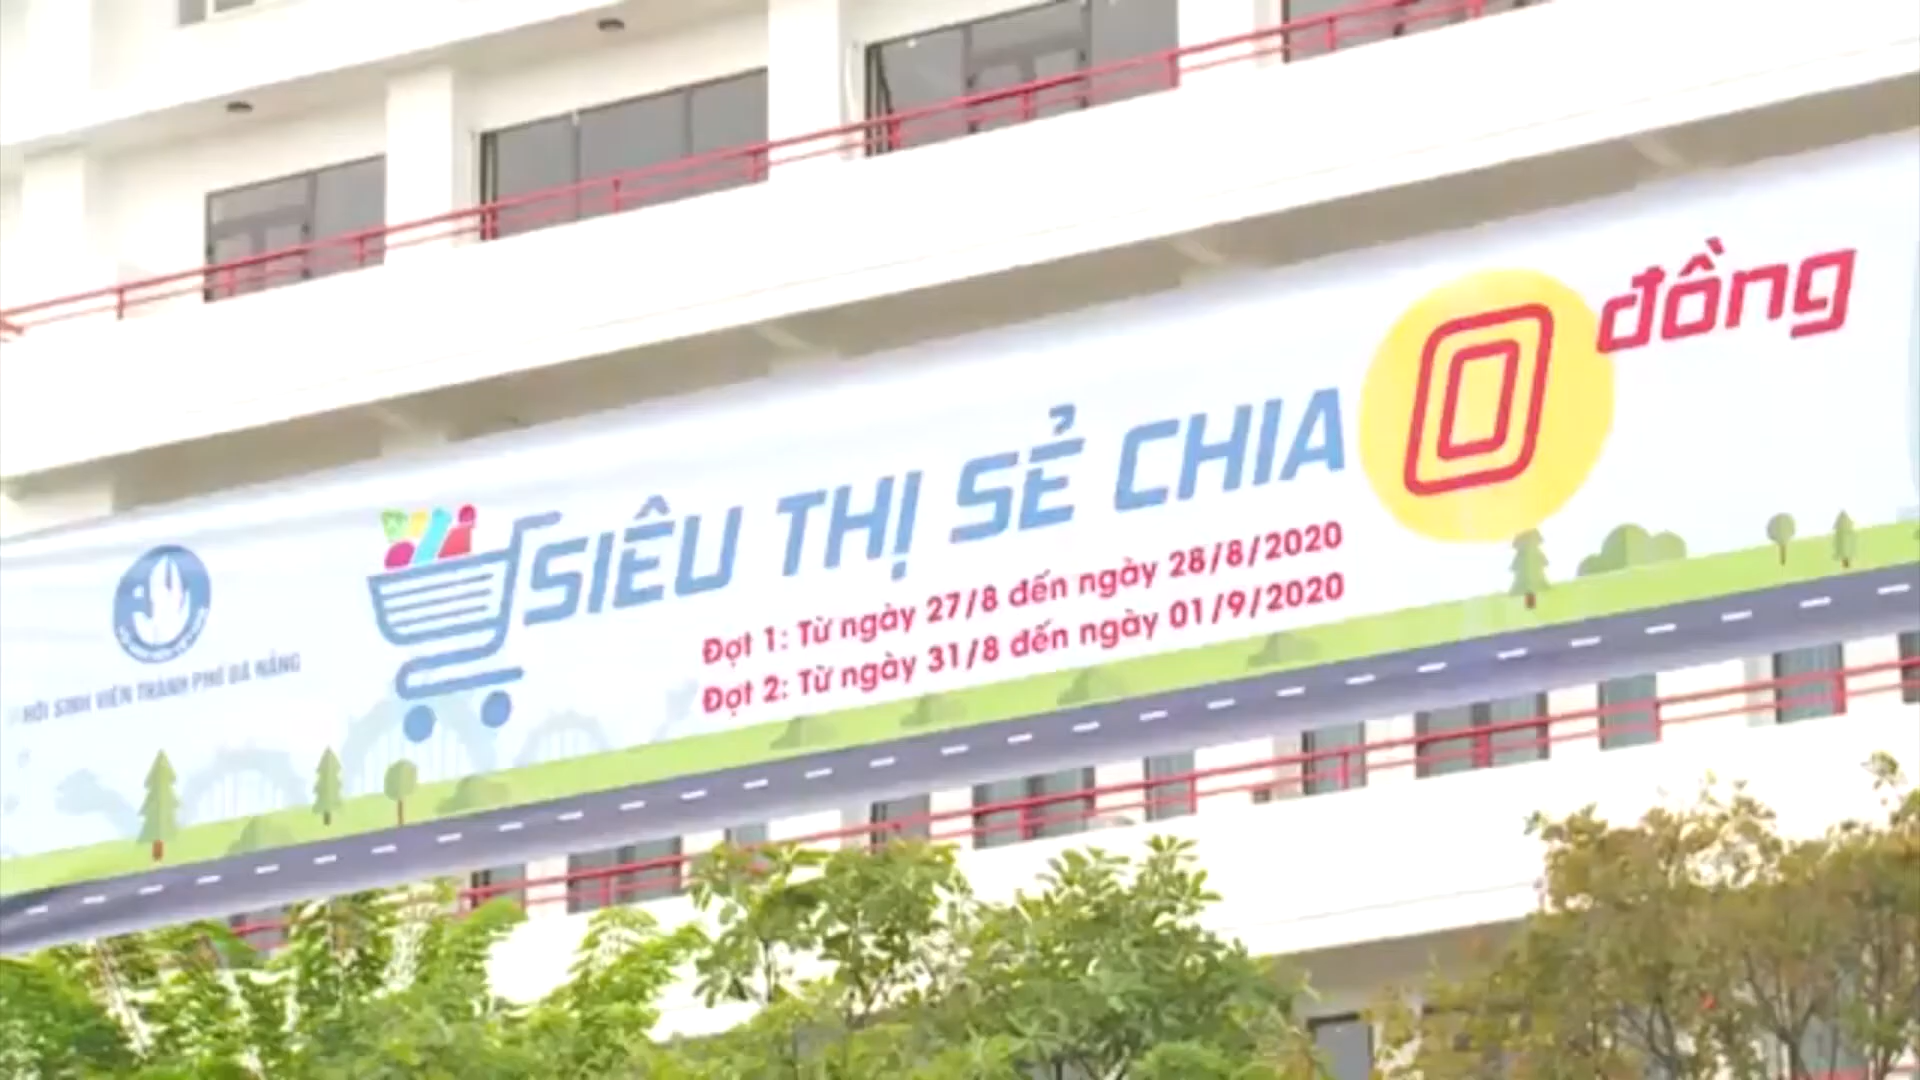 HỘI SINH VIÊN THÀNH PHỐ ĐÀ NẴNG
SIÊU THỊ SẺ CHIA 0 đồng
Đợt 1: Từ ngày 27/8 đến ngày 28/8/2020
Đợt 2: Từ ngày 31/8 đến ngày 01/9/2020